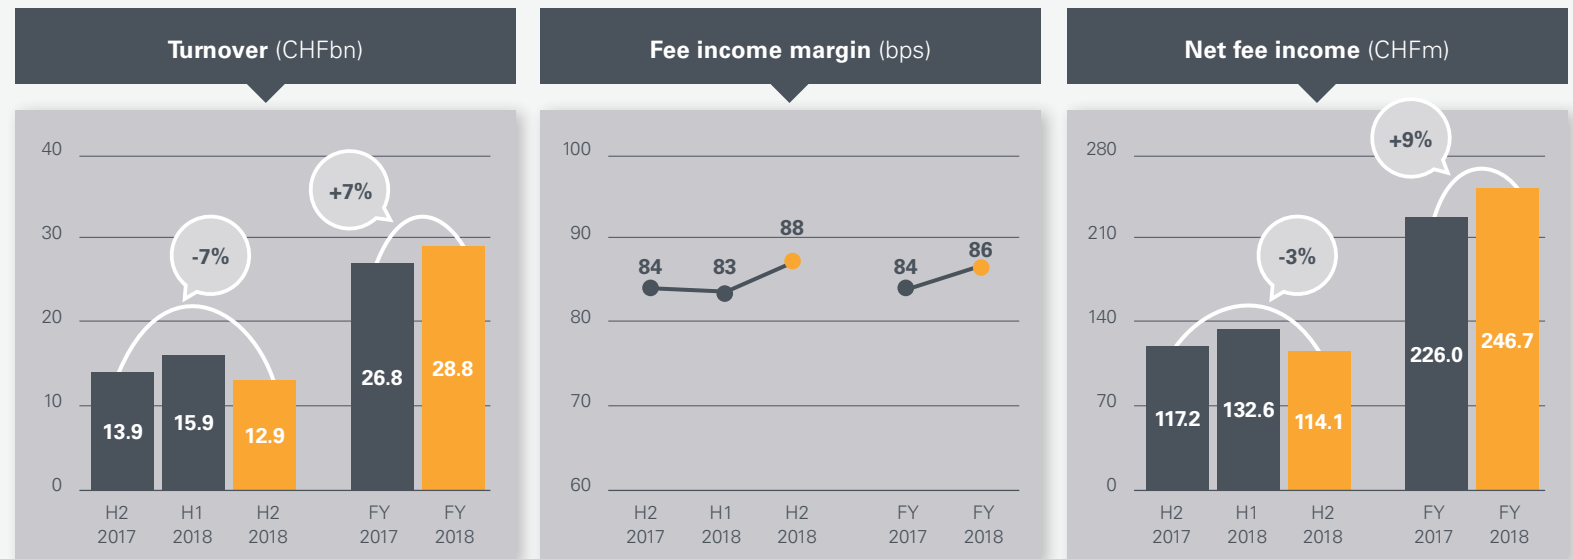 Turnover (CHFbn)
40
30
20
10
0
-7%
+7%
13.9
15.9
12.9
26.8
28.8
H2 2017
H1 2018
H2 2018
FY 2017
FY 2018
Fee income margin (bps)
100
90
80
70
60
84
83
88
84
86
H2 2017
H1 2018
H2 2018
FY 2017
FY 2018
Net fee income (CHFm)
280
210
140
70
0
-3%
+9%
117.2
132.6
114.1
226.0
246.7
H2 2017
H1 2018
H2 2018
FY 2017
FY 2018